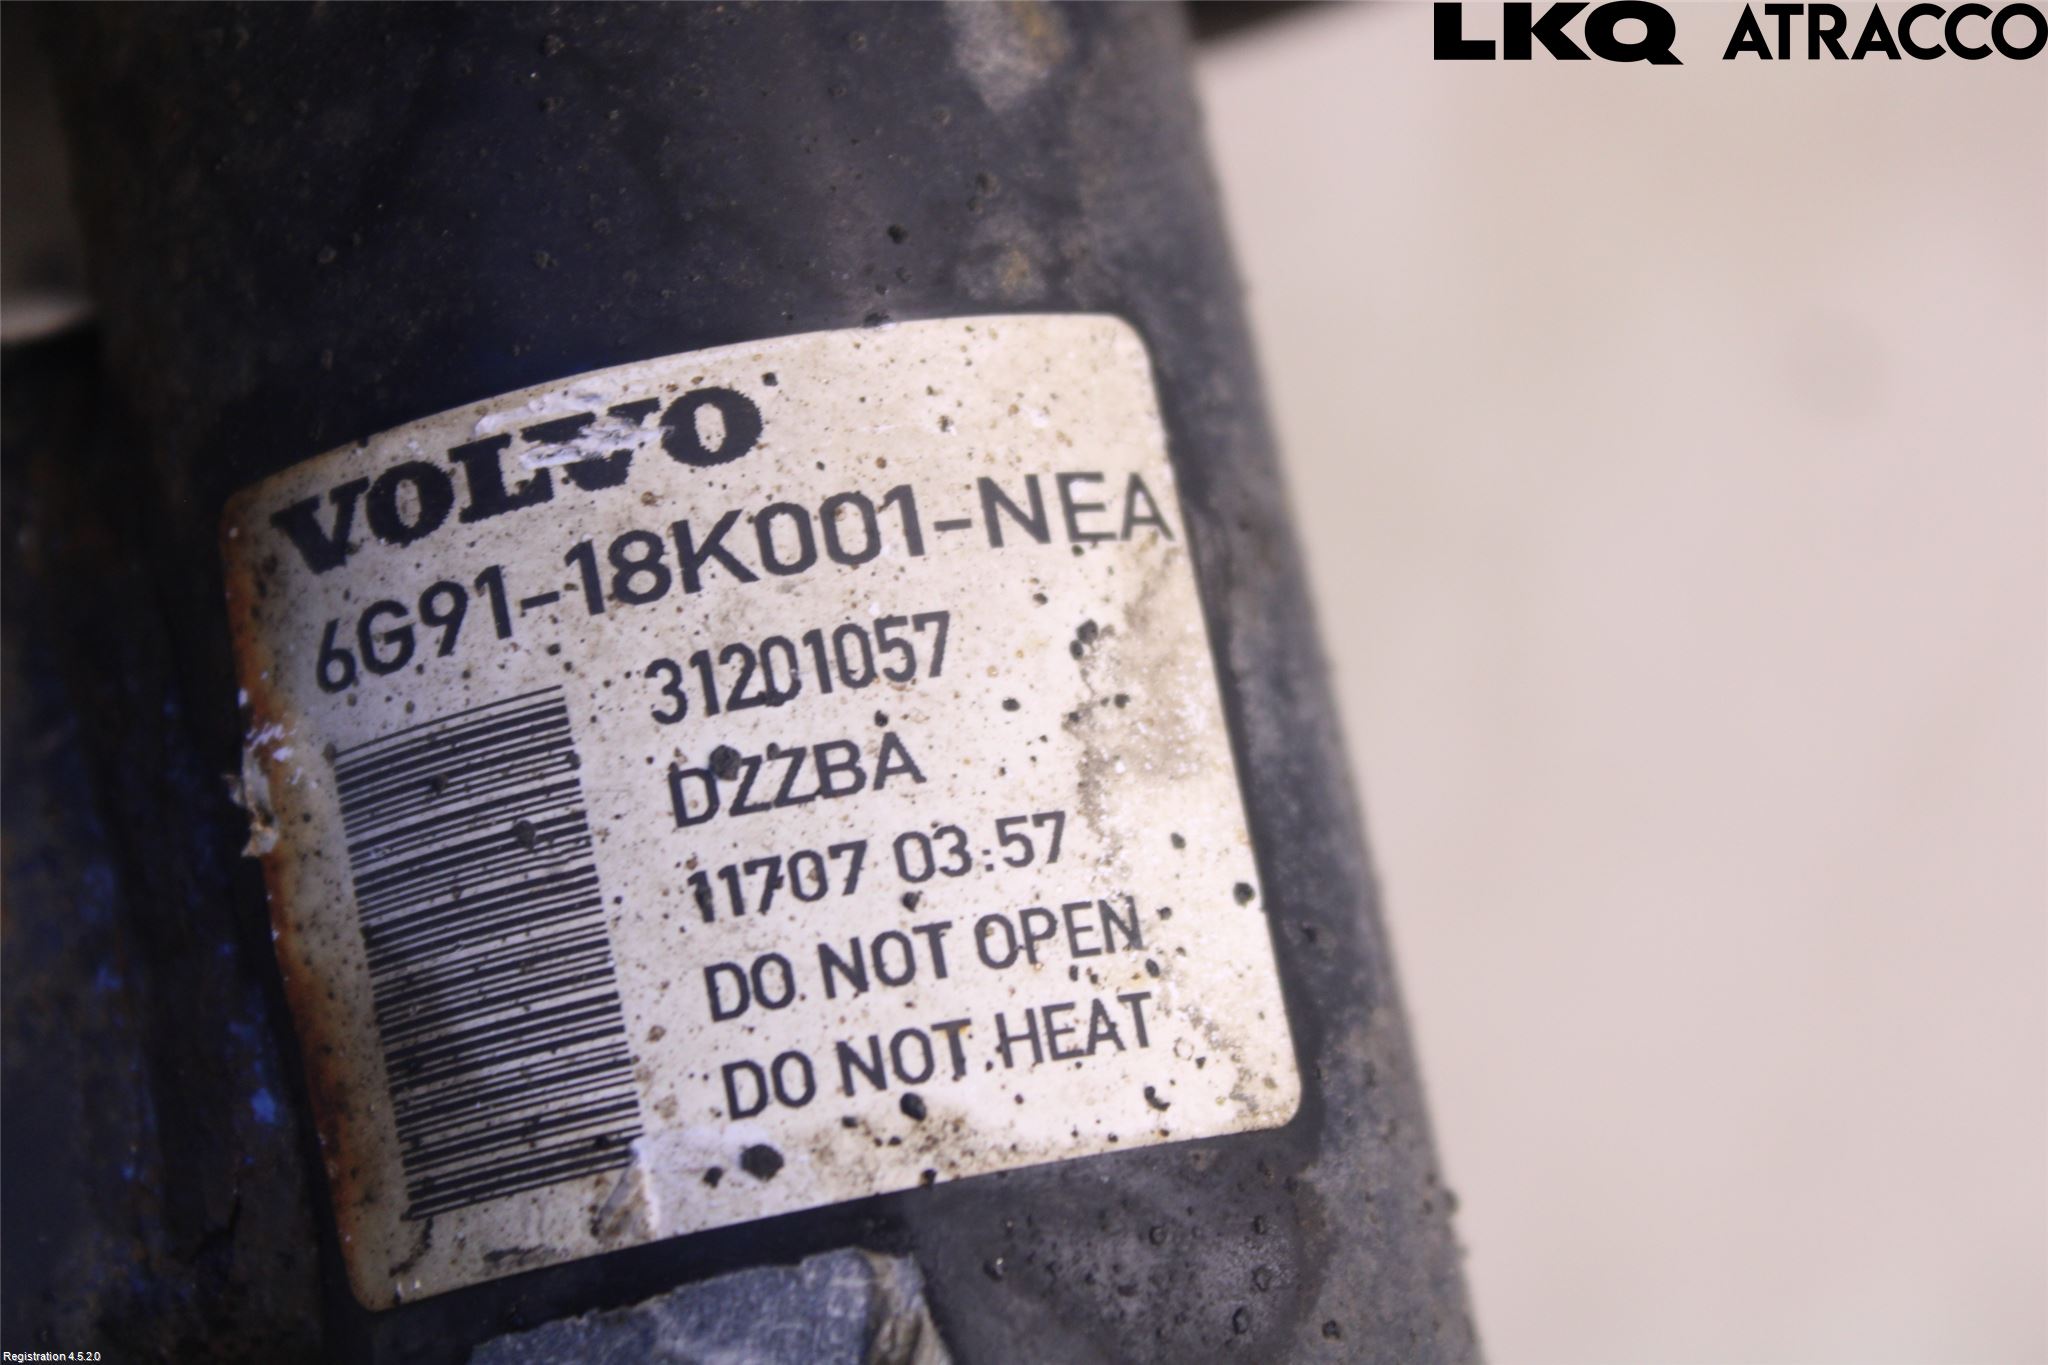 LKQ ATRACCO
VOLVO
6G91-18K001-NEA
31201057
DZZBA
11707 03:57
DO NOT OPEN
DO NOT HEAT
Registration 4.5.2.0